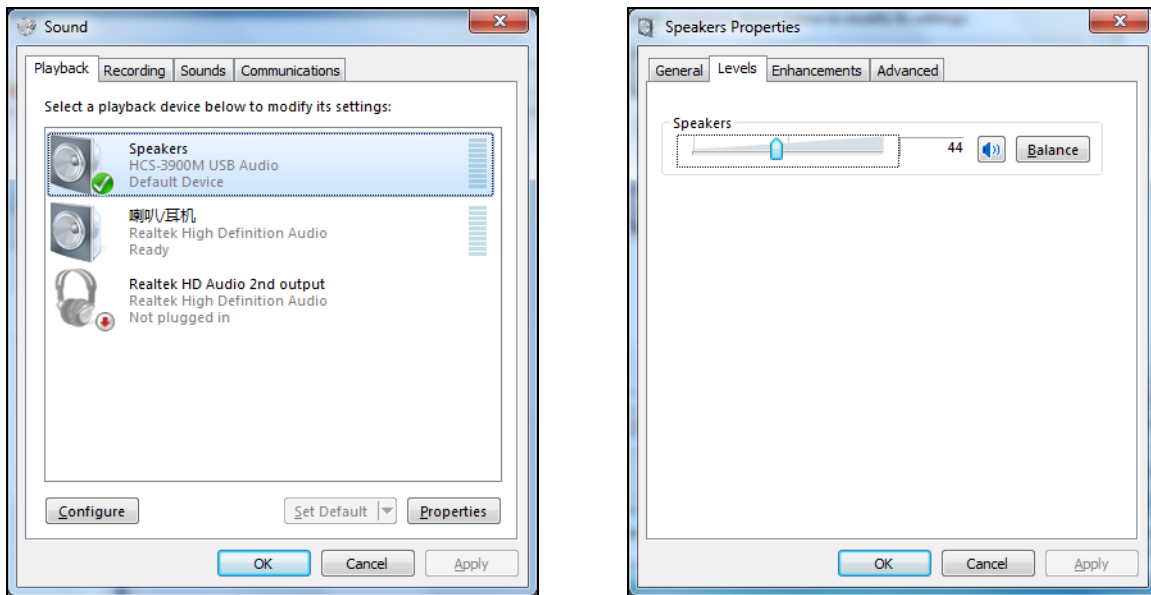 Sound
Playback Recording Sounds Communications
Select a playback device below to modify its settings:
Speakers
HCS-3900M USB Audio
Default Device
喇叭/耳机
Realtek High Definition Audio
Ready
Realtek HD Audio 2nd output
Realtek High Definition Audio
Not plugged in
Configure Set Default Properties
OK Cancel Apply
Speakers Properties
General Levels Enhancements Advanced
Speakers
44 Balance
OK Cancel Apply